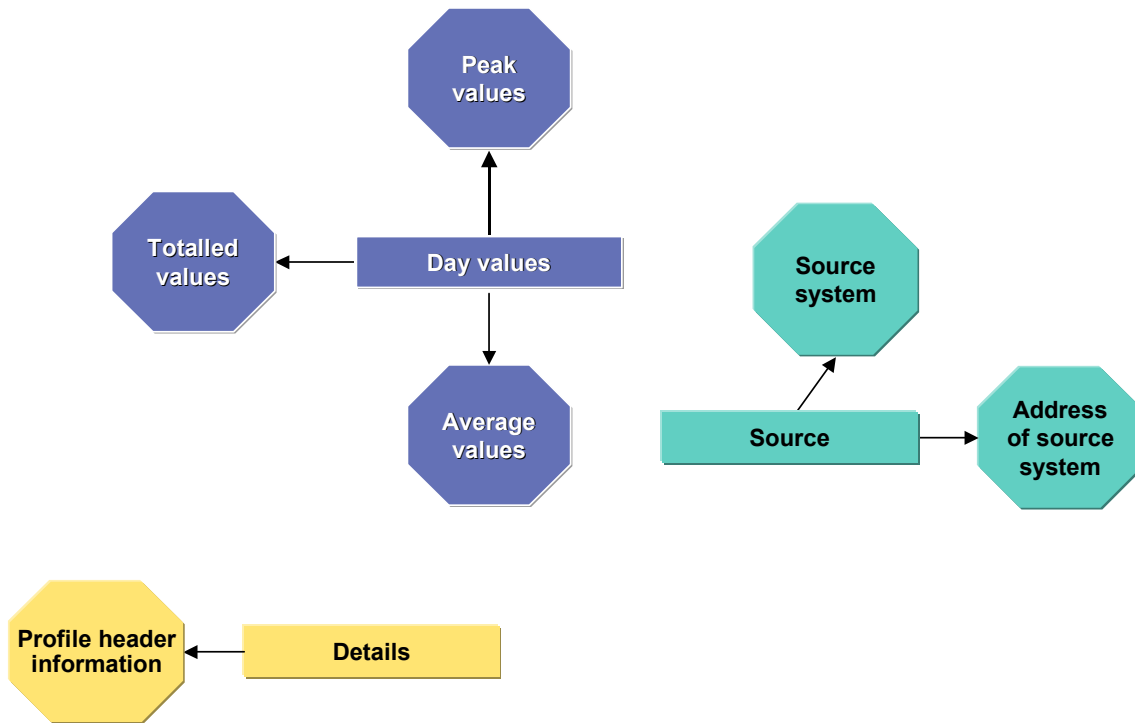 Peak
values
Totalled
values
Day values
Average
values
Source
system
Source
Address
of source
system
Profile header
information
Details